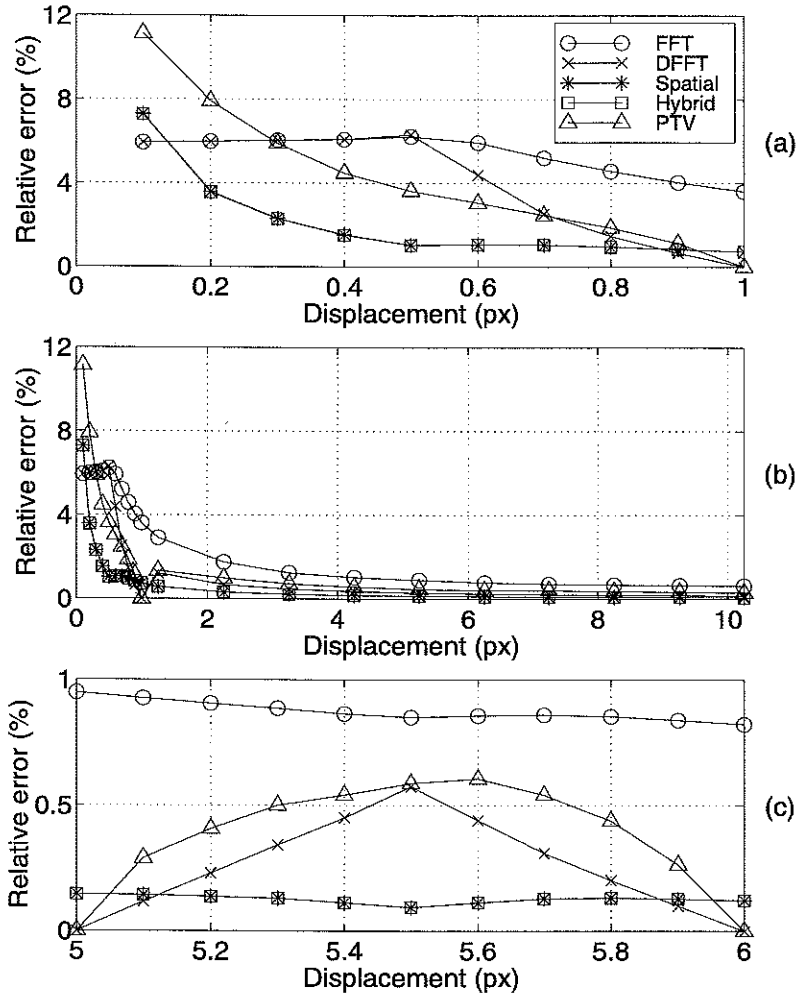 12
8
4
0
Relative error (%)
FFT
DFFT
Spatial
Hybrid
PTV
(a)
0 0.2 0.4 0.6 0.8 1
Displacement (px)
12
8
4
0
Relative error (%)
(b)
0 2 4 6 8 10
Displacement (px)
1
0.5
0
Relative error (%)
(c)
5 5.2 5.4 5.6 5.8 6
Displacement (px)